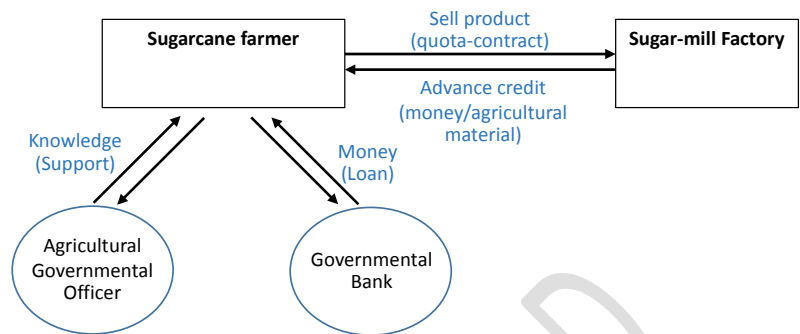 Sugarcane farmer
Sell product
(quota-contract)
Sugar-mill Factory
Advance credit
(money/agricultural
material)
Knowledge
(Support)
Money
(Loan)
Agricultural
Governmental
Officer
Governmental
Bank